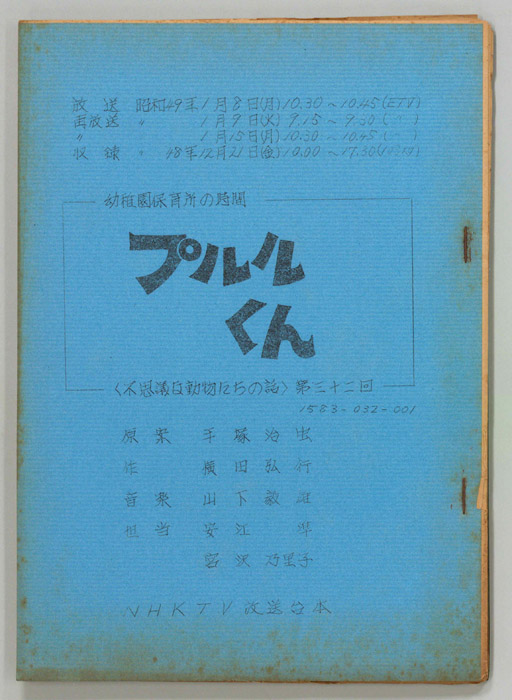 放送 昭和49年1月8日(月)10.30～10.45(ETV)
再放送 〃 1月9日(火)9.15～9.30(〃)
〃 1月15日(月)10.30～10.45(〃)
収録 〃 48年12月21日(金)10.00～17.30
幼稚園保育所の時間
プルル
くん
〈不思議な動物たちの話〉第三十二回
1583-032-001
原案 手塚治虫
作 横田弘行
音楽 山下毅雄
担当 安江準
宮沢乃里子
NHKTV放送台本